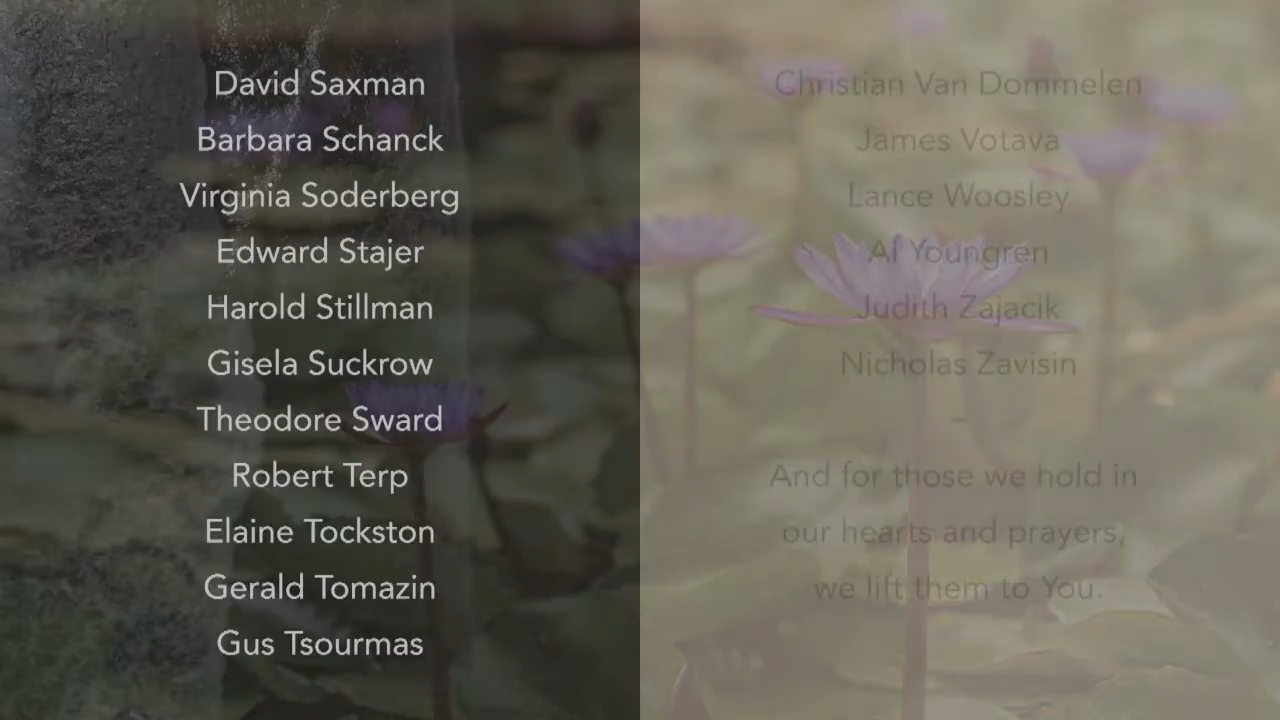 David Saxman
Barbara Schanck
Virginia Soderberg
Edward Stajer
Harold Stillman
Gisela Suckrow
Theodore Sward
Robert Terp
Elaine Tockston
Gerald Tomazin
Gus Tsourmas
Christian Van Dommelen
James Votava
Lance Woosley
Al Youngren
Judith Zajacik
Nicholas Zavisin
And for those we hold in
our hearts and prayers,
we lift them to You.